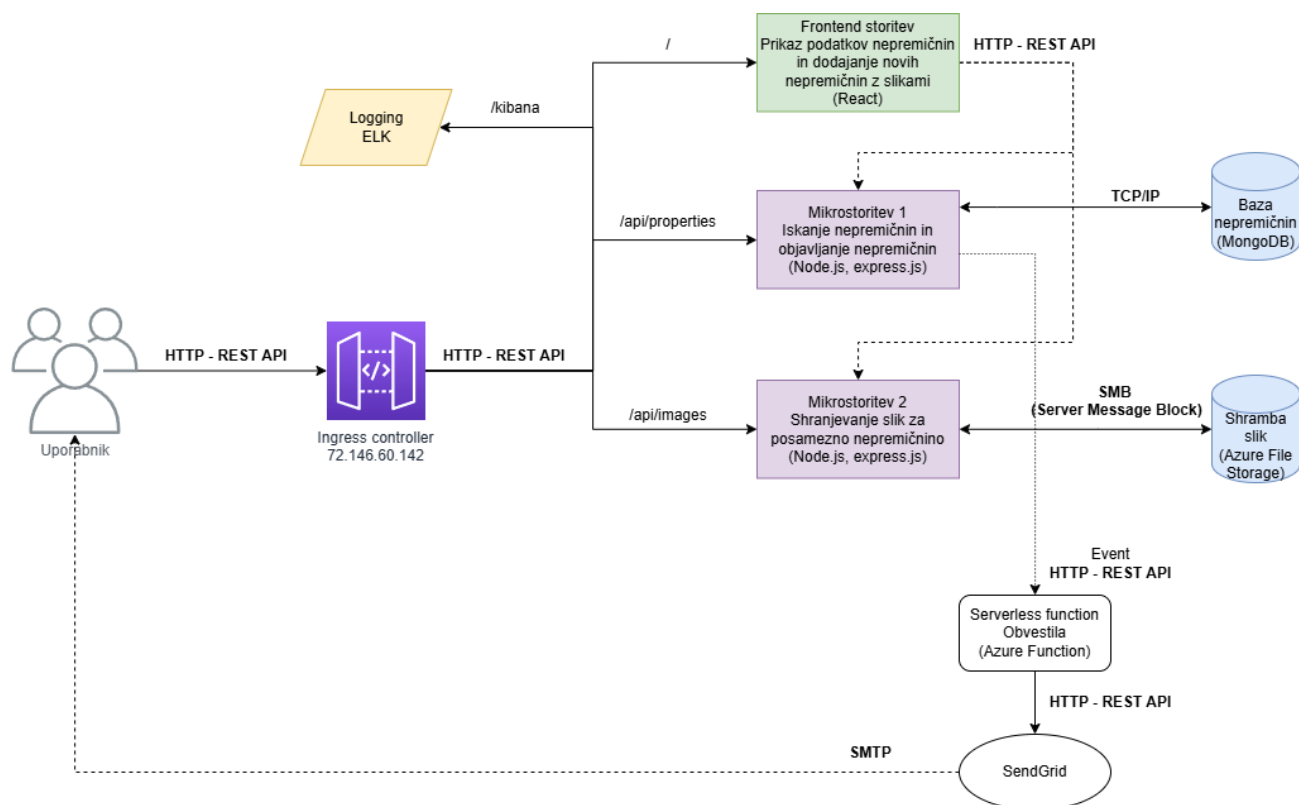 Frontend storitev
Prikaz podatkov nepremičnin
in dodajanje novih
nepremičnin z slikami
(React)
/
HTTP - REST API
/kibana
Logging
ELK
Mikrostoritev 1
Iskanje nepremičnin in
objavljanje nepremičnin
(Node.js, express.js)
/api/properties
TCP/IP
Baza
nepremičnin
(MongoDB)
HTTP - REST API
HTTP - REST API
Uporabnik
Ingress controller
72.146.60.142
/api/images
Mikrostoritev 2
Shranjevanje slik za
posamezno nepremičnino
(Node.js, express.js)
SMB
(Server Message Block)
Shramba
slik
(Azure File
Storage)
Event
HTTP - REST API
Serverless function
Obvestila
(Azure Function)
HTTP - REST API
SMTP
SendGrid